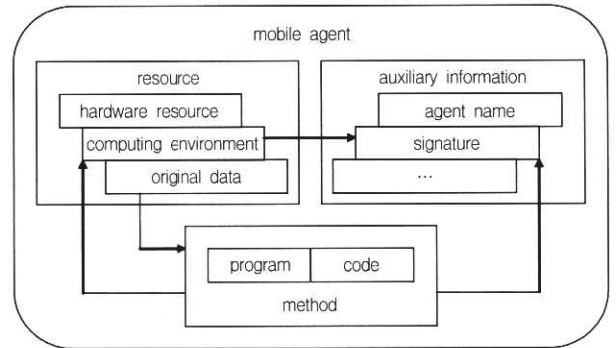 mobile agent
resource
hardware resource
computing environment
original data
auxiliary information
agent name
signature
...
program code
method